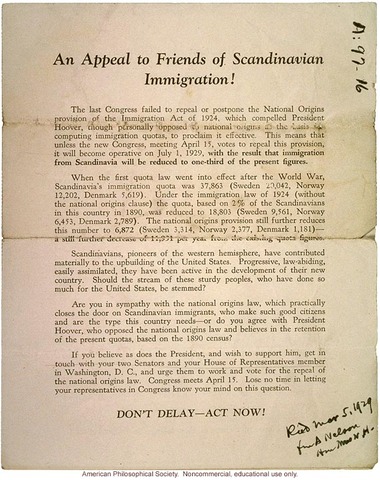 A:97-16
An Appeal to Friends of Scandinavian
Immigration!
The last Congress failed to repeal or postpone the National Origins
provision of the Immigration Act of 1924, which compelled President
Hoover, though personally opposed to national origins as the basis of
computing immigration quotas, to proclaim it effective. This means that
unless the new Congress, meeting April 15, votes to repeal this provision,
it will become operative on July 1, 1929, with the result that immigration
from Scandinavia will be reduced to one-third of the present figures.
When the first quota law went into effect after the World War,
Scandinavia's immigration quota was 37,863 (Sweden 20,042, Norway
12,202, Denmark 5,619). Under the immigration law of 1924 (without
the national origins clause) the quota, based on 2% of the Scandinavians
in this country in 1890, was reduced to 18,803 (Sweden 9,561, Norway
6,453, Denmark 2,789). The national origins provision still further reduces
this number to 6,872 (Sweden 3,314, Norway 2,377, Denmark 1,181)—
a still further decrease of 11,931 per year from the existing quota figures.
Scandinavians, pioneers of the western hemisphere, have contributed
materially to the upbuilding of the United States. Progressive, law-abiding,
easily assimilated, they have been active in the development of their new
country. Should the stream of these sturdy peoples, who have done so
much for the United States, be stemmed?
Are you in sympathy with the national origins law, which practically
closes the door on Scandinavian immigrants, who make such good citizens
and are the type this country needs—or do you agree with President
Hoover, who opposed the national origins law and believes in the retention
of the present quotas, based on the 1890 census?
If you believe as does the President, and wish to support him, get in
touch with your two Senators and your House of Representatives member
in Washington, D. C., and urge them to work and vote for the repeal of
the national origins law. Congress meets April 15. Lose no time in letting
your representatives in Congress know your mind on this question.
DON'T DELAY—ACT NOW!
5, 1929
Nelson
American Philosophical Society. Noncommercial, educational use only.